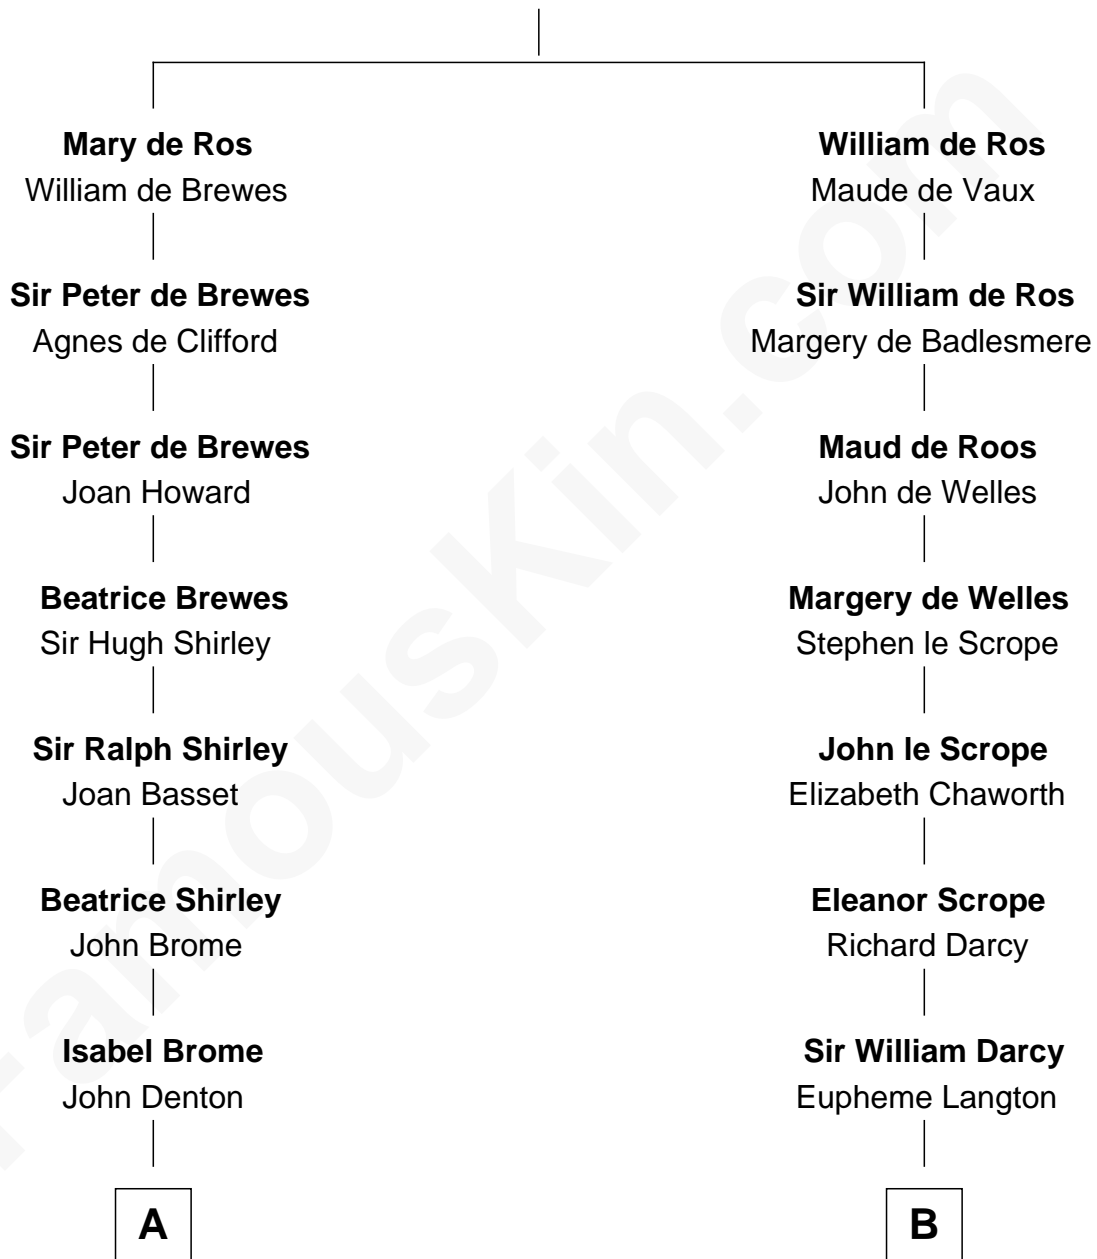 Mary de Ros
William de Brewes
Sir Peter de Brewes
Agnes de Clifford
Sir Peter de Brewes
Joan Howard
Beatrice Brewes
Sir Hugh Shirley
Sir Ralph Shirley
Joan Basset
Beatrice Shirley
John Brome
Isabel Brome
John Denton
A
William de Ros
Maude de Vaux
Sir William de Ros
Margery de Badlesmere
Maud de Roos
John de Welles
Margery de Welles
Stephen le Scrope
John le Scrope
Elizabeth Chaworth
Eleanor Scrope
Richard Darcy
Sir William Darcy
Eupheme Langton
B
FamousKin.com